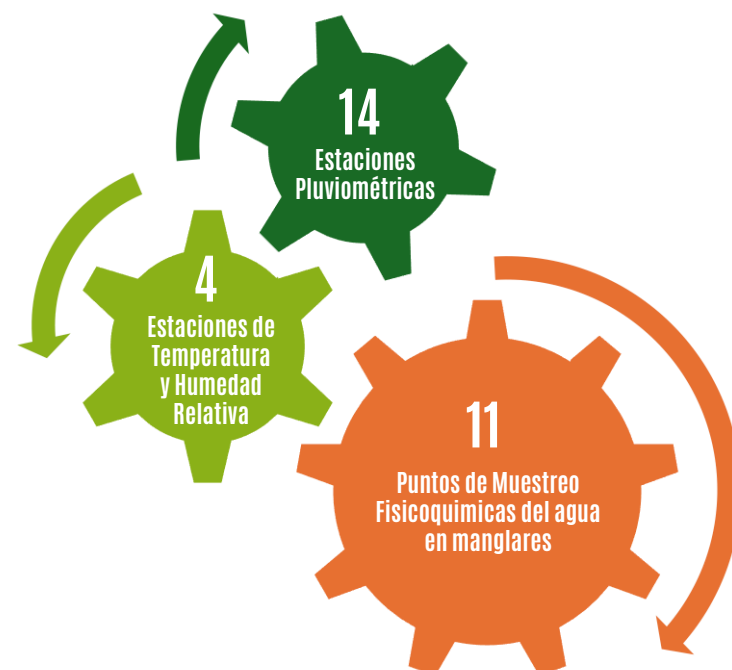 14
Estaciones
Pluviométricas
4
Estaciones de
Temperatura
y Humedad
Relativa
11
Puntos de Muestreo
Fisicoquimicas del agua
en manglares